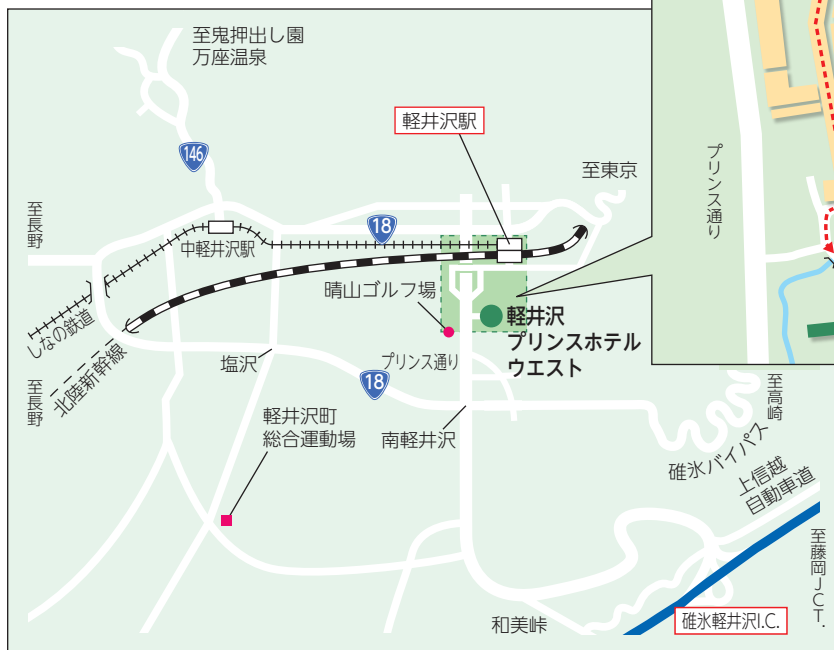 至鬼押出し園
万座温泉
146
軽井沢駅
至東京
プリンス通り
至長野
中軽井沢駅
18
晴山ゴルフ場
軽井沢
プリンスホテル
ウエスト
しなの鉄道
北陸新幹線
至長野
塩沢
プリンス通り
18
至高崎
軽井沢町
総合運動場
南軽井沢
碓氷バイパス
上信越
自動車道
至藤岡JCT.
和美峠
碓氷軽井沢I.C.